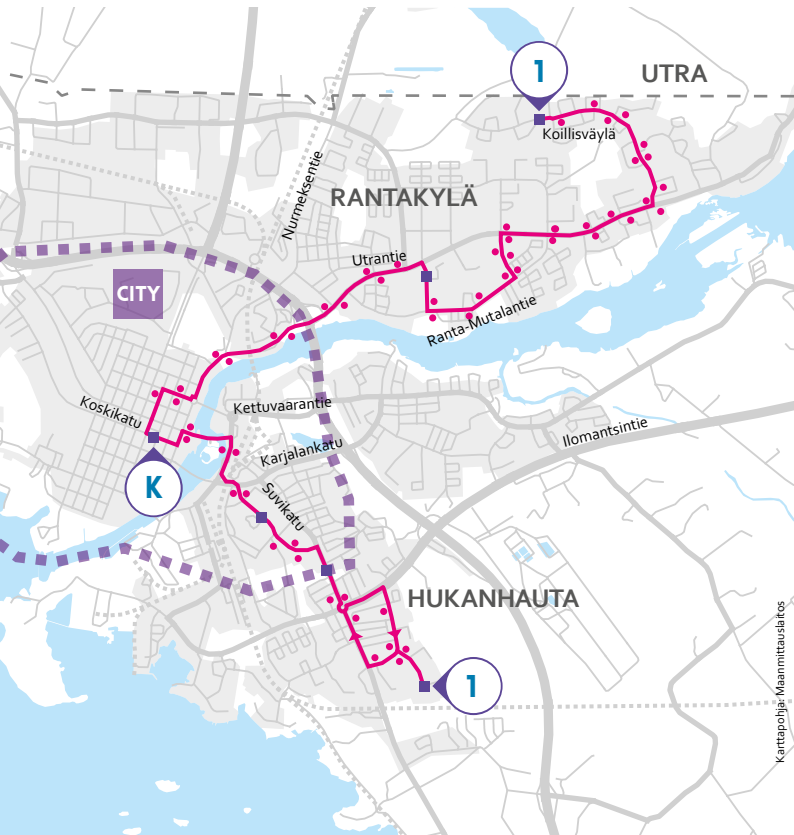 1
UTRA
Koillisväylä
Nurmeksentie
RANTAKYLÄ
Utrantie
CITY
Ranta-Mutalantie
Koskikatu
Kettuvaarantie
Ilomantsintie
Karjalankatu
K
Suvikatu
HUKANHAUTA
1
Karttapohja: Maanmittauslaitos